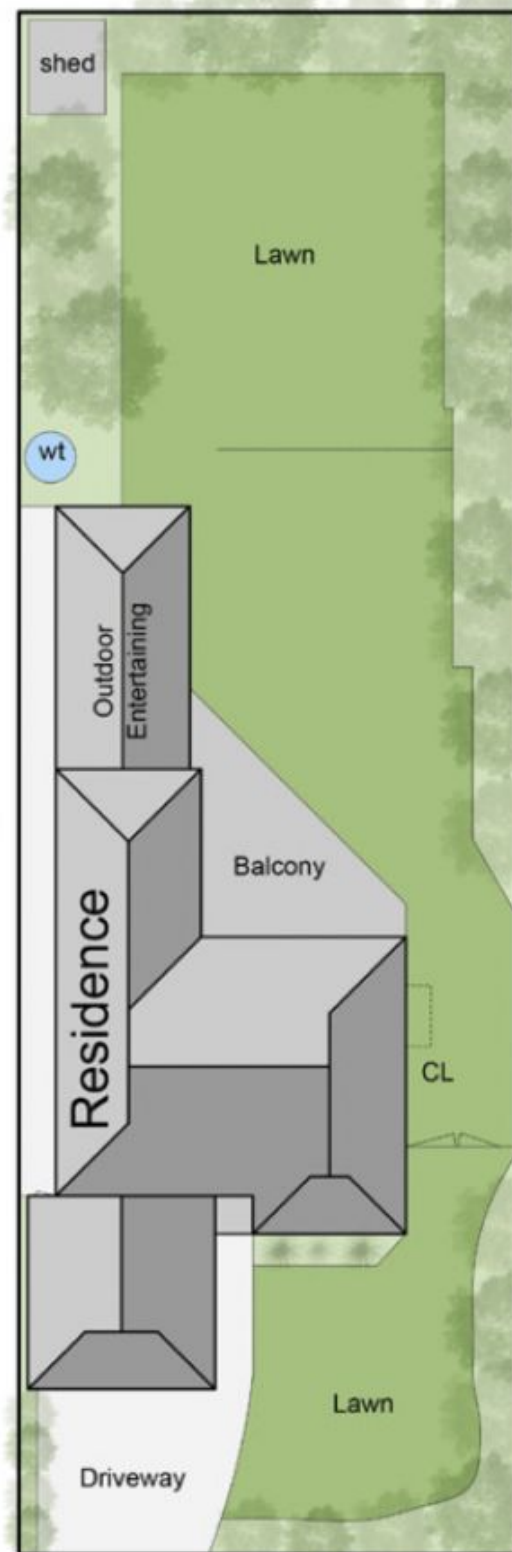 shed
Lawn
wt
Outdoor
Entertaining
Balcony
Residence
CL
Lawn
Driveway